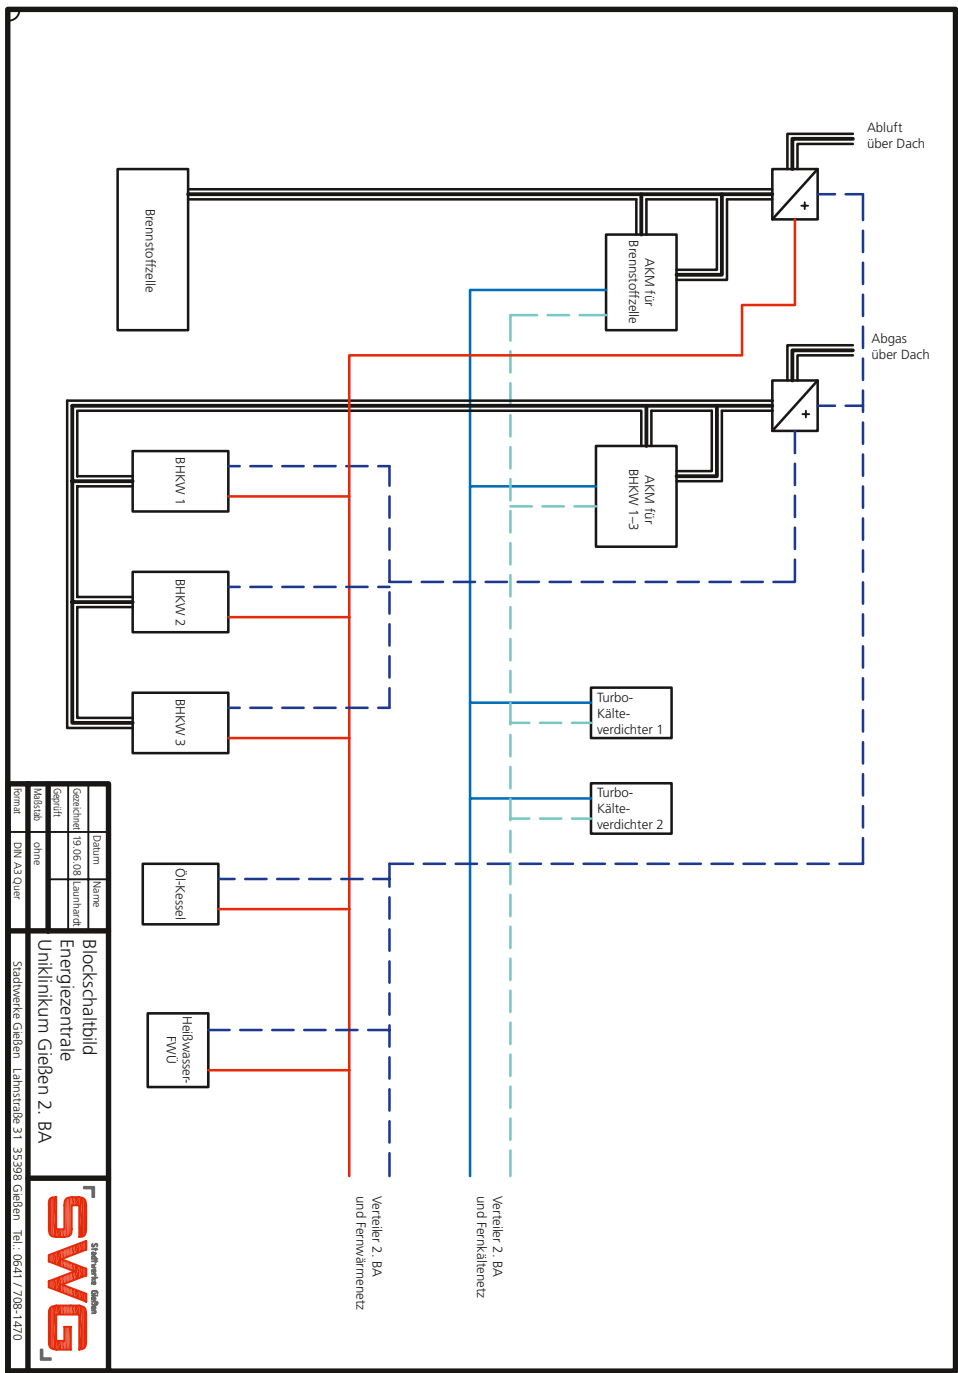 Abluft
über Dach
Brennstoffzelle
AKM für
Brennstoffzelle
+
Abgas
über Dach
+
AKM für
BHKW 1–3
BHKW 1
BHKW 2
BHKW 3
Turbo-
Kälte-
verdichter 1
Turbo-
Kälte-
verdichter 2
Öl-Kessel
Heißwasser-
FWÜ
Verteiler 2. BA
und Fernwärmenetz
Verteiler 2. BA
und Fernkältenetz
Datum Name
Gezeichnet 19.06.08 Launhardt
Geprüft
Maßstab ohne
Format DIN A3 Quer
Blockschaltbild
Energiezentrale
Uniklinikum Gießen 2. BA
Stadtwerke Gießen Lahnstraße 31 35398 Gießen Tel.: 0641 / 708-1470
Stadtwerke Gießen
SWG